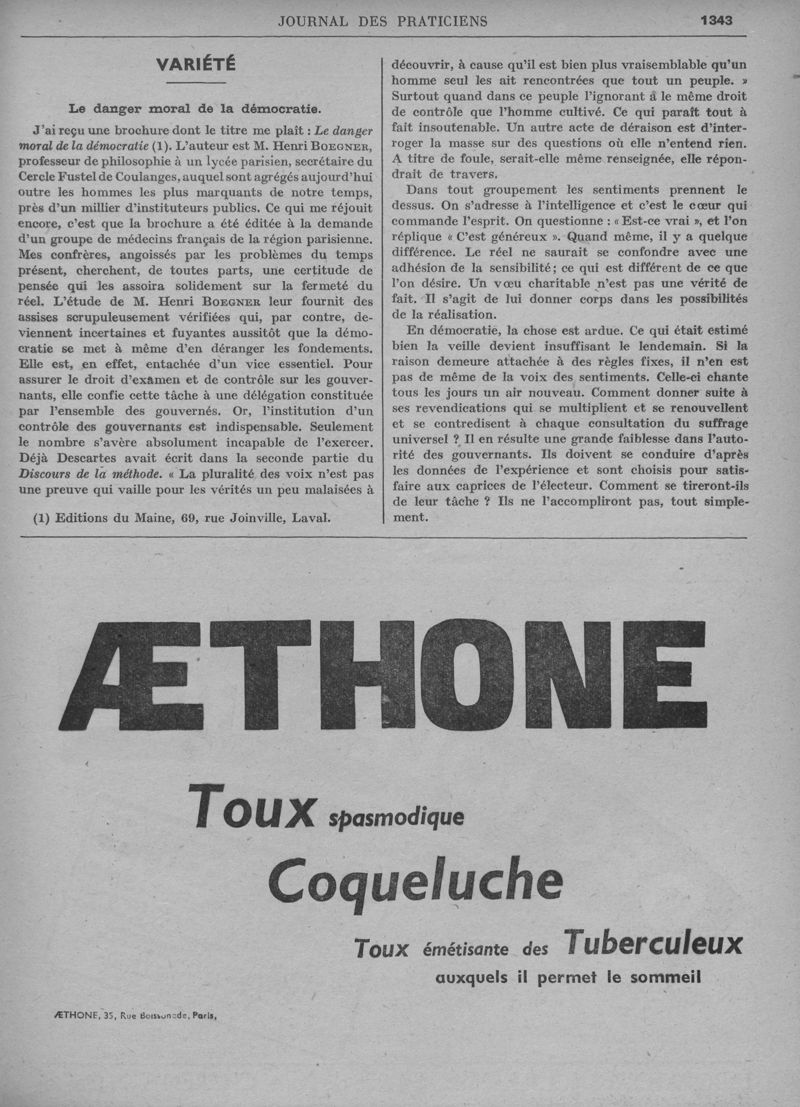 JOURNAL DES PRATICIENS 1343
VARIÉTÉ
Le danger moral de la démocratie.
J'ai reçu une brochure dont le titre me plaît : Le danger
moral de la démocratie (1). L'auteur est M. Henri BOEGNER,
professeur de philosophie à un lycée parisien, secrétaire du
Cercle Fustel de Coulanges, auquel sont agrégés aujourd'hui
outre les hommes les plus marquants de notre temps,
près d'un millier d'instituteurs publics. Ce qui me réjouit
encore, c'est que la brochure a été éditée à la demande
d'un groupe de médecins français de la région parisienne.
Mes confrères, angoissés par les problèmes du temps
présent, cherchent, de toutes parts, une certitude de
pensée qui les assoira solidement sur la fermeté du
réel. L'étude de M. Henri BOEGNER leur fournit des
assises scrupuleusement vérifiées qui, par contre, de-
viennent incertaines et fuyantes aussitôt que la démo-
cratie se met à même d'en déranger les fondements.
Elle est, en effet, entachée d'un vice essentiel. Pour
assurer le droit d'examen et de contrôle sur les gouver-
nants, elle confie cette tâche à une délégation constituée
par l'ensemble des gouvernés. Or, l'institution d'un
contrôle des gouvernants est indispensable. Seulement
le nombre s'avère absolument incapable de l'exercer.
Déjà Descartes avait écrit dans la seconde partie du
Discours de la méthode. « La pluralité des voix n'est pas
une preuve qui vaille pour les vérités un peu malaisées à
(1) Editions du Maine, 69, rue Joinville, Laval.
découvrir, à cause qu'il est bien plus vraisemblable qu'un
homme seul les ait rencontrées que tout un peuple. »
Surtout quand dans ce peuple l'ignorant a le même droit
de contrôle que l'homme cultivé. Ce qui paraît tout à
fait insoutenable. Un autre acte de déraison est d'inter-
roger la masse sur des questions où elle n'entend rien.
A titre de foule, serait-elle même renseignée, elle répon-
drait de travers.
Dans tout groupement les sentiments prennent le
dessus. On s'adresse à l'intelligence et c'est le cœur qui
commande l'esprit. On questionne : « Est-ce vrai », et l'on
réplique « C'est généreux ». Quand même, il y a quelque
différence. Le réel ne saurait se confondre avec une
adhésion de la sensibilité ; ce qui est différent de ce que
l'on désire. Un vœu charitable n'est pas une vérité de
fait. Il s'agit de lui donner corps dans les possibilités
de la réalisation.
En démocratie, la chose est ardue. Ce qui était estimé
bien la veille devient insuffisant le lendemain. Si la
raison demeure attachée à des règles fixes, il n'en est
pas de même de la voix des sentiments. Celle-ci chante
tous les jours un air nouveau. Comment donner suite à
ses revendications qui se multiplient et se renouvellent
et se contredisent à chaque consultation du suffrage
universel ? Il en résulte une grande faiblesse dans l'auto-
rité des gouvernants. Ils doivent se conduire d'après
les données de l'expérience et sont choisis pour satis-
faire aux caprices de l'électeur. Comment se tireront-ils
de leur tâche ? Ils ne l'accompliront pas, tout simple-
ment.
ÆTHONE
Toux spasmodique
Coqueluche
Toux émétisante des Tuberculeux
auxquels il permet le sommeil
ÆTHONE, 35, Rue Boissonade, Paris,